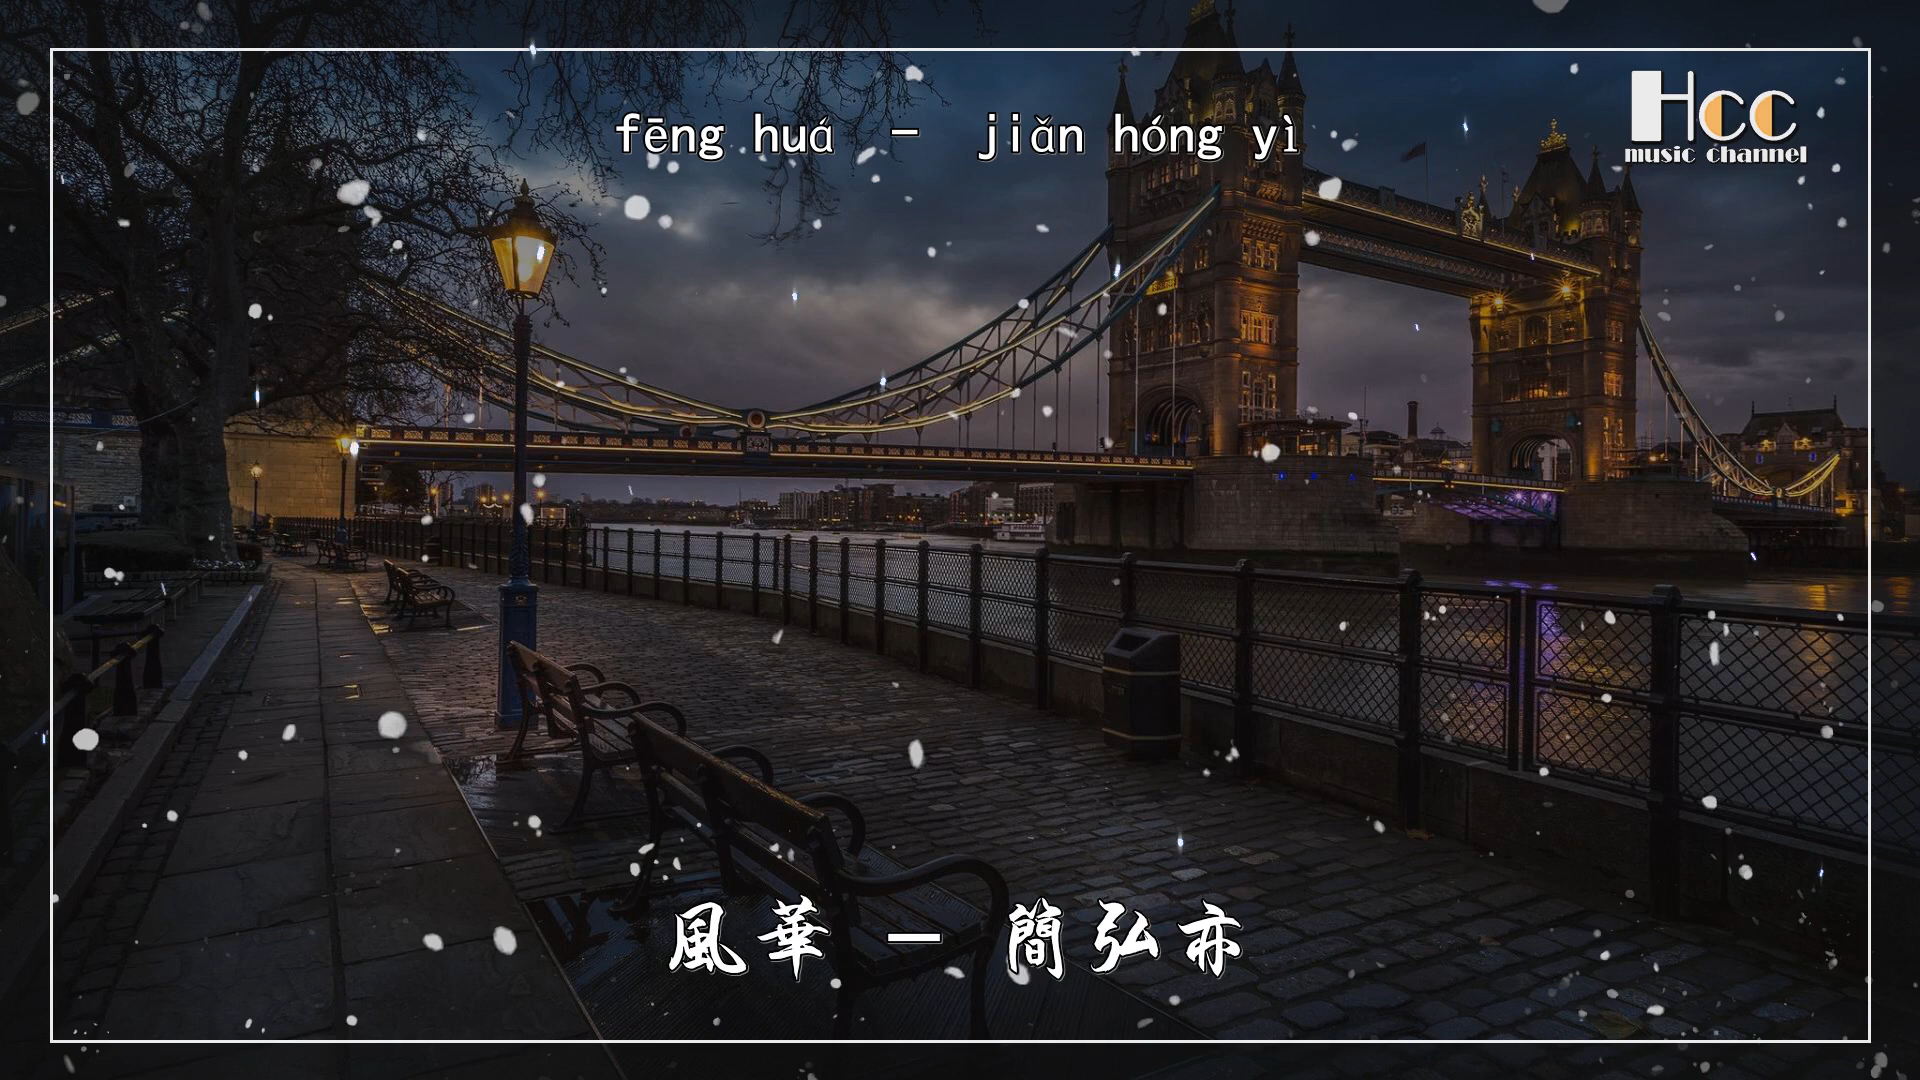 fēng huá － jiǎn hóng yì
Hcc
music channel
風華 － 簡弘亦